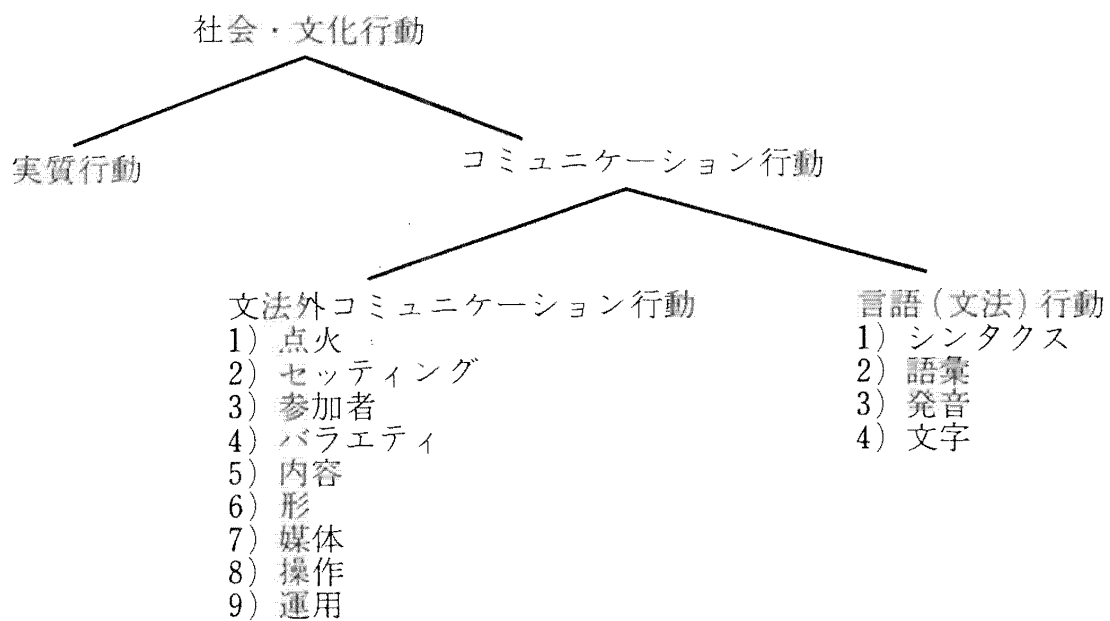 社会・文化行動
実質行動
コミュニケーション行動
文法外コミュニケーション行動
1) 点火
2) セッティング
3) 参加者
4) バラエティ
5) 内容
6) 形
7) 媒体
8) 操作
9) 運用
言語(文法)行動
1) シンタクス
2) 語彙
3) 発音
4) 文字